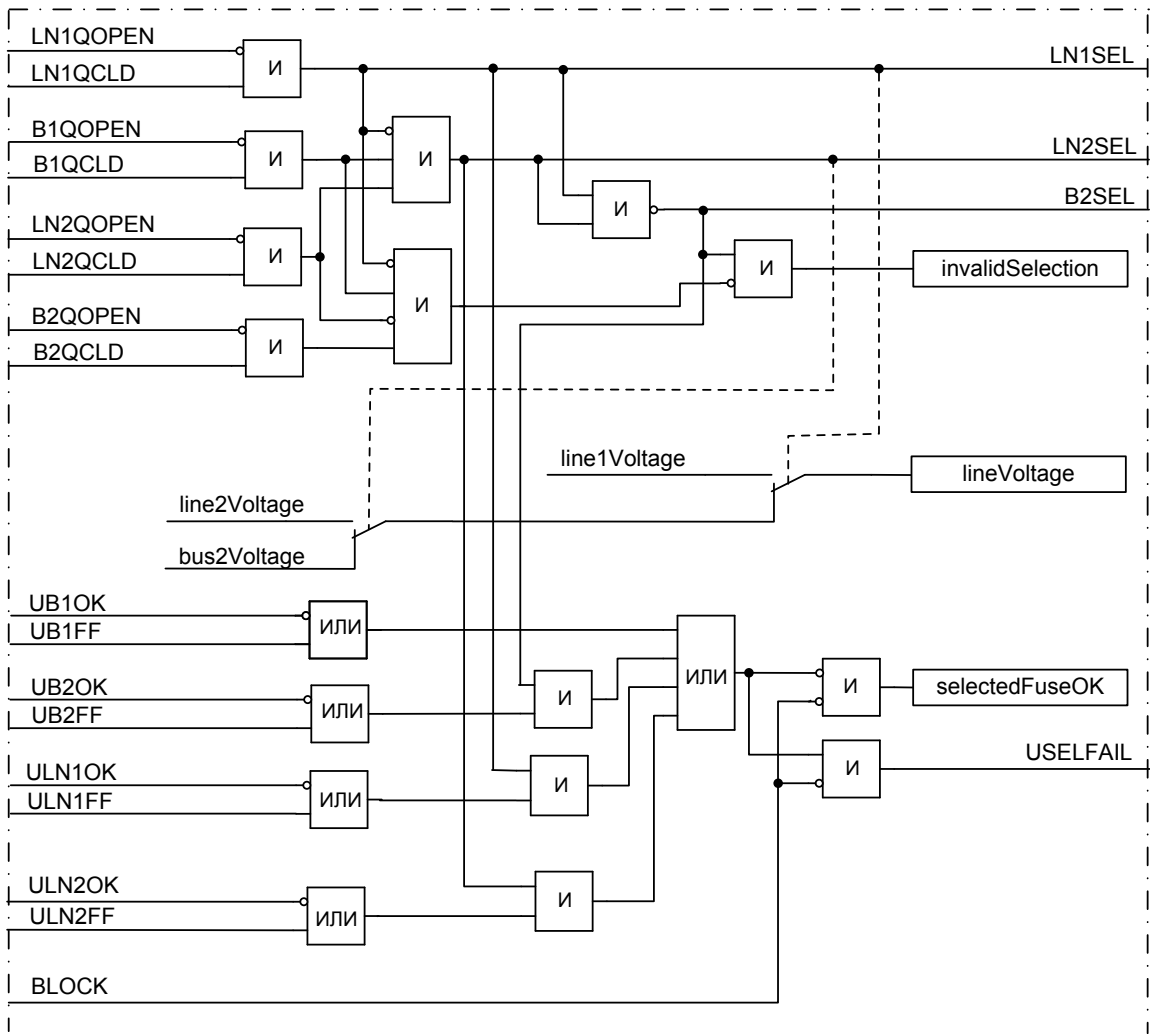 LN1QOPEN
LN1QCLD
И
LN1SEL
B1QOPEN
B1QCLD
И
И
LN2SEL
LN2QOPEN
LN2QCLD
И
И
B2SEL
И
И
invalidSelection
B2QOPEN
B2QCLD
И
line1Voltage
lineVoltage
line2Voltage
bus2Voltage
UB1OK
UB1FF
ИЛИ
ИЛИ
UB2OK
UB2FF
ИЛИ
И
И
selectedFuseOK
ULN1OK
ULN1FF
ИЛИ
И
И
USELFAIL
ULN2OK
ULN2FF
ИЛИ
И
BLOCK